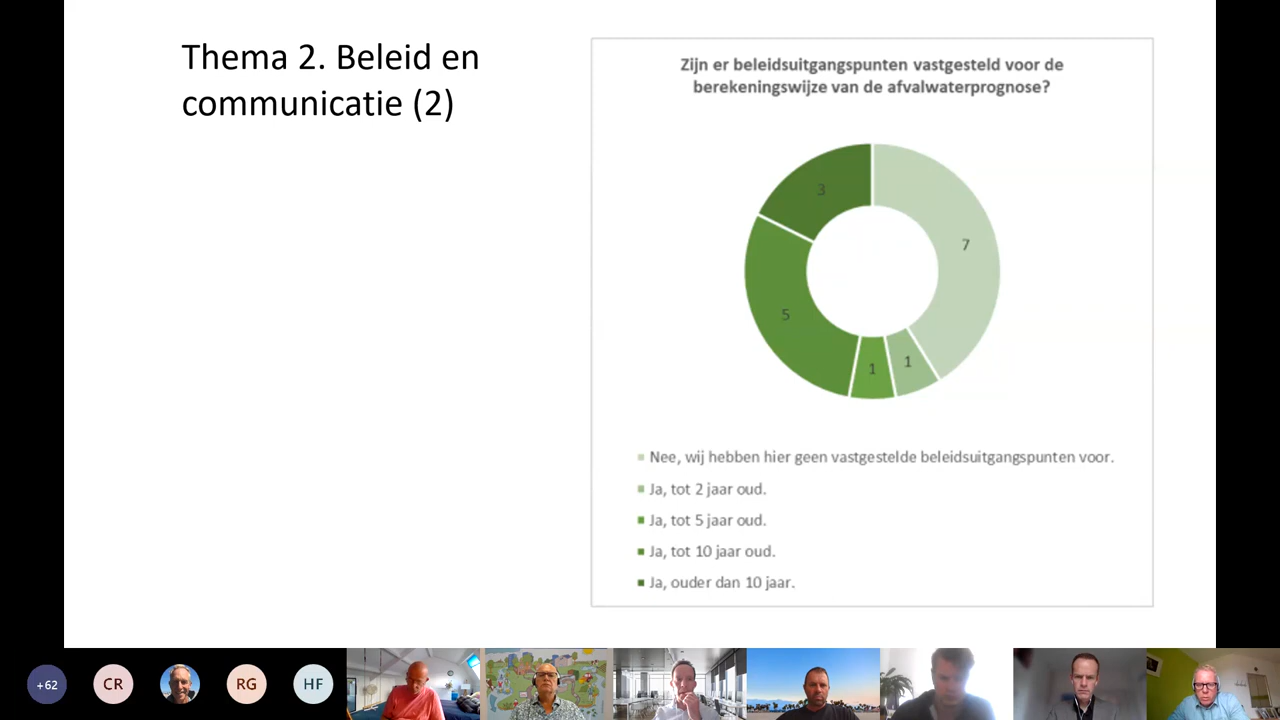 Thema 2. Beleid en
communicatie (2)
Zijn er beleidsuitgangspunten vastgesteld voor de
berekeningswijze van de afvalwaterprognose?
3
7
5
1
1
Nee, wij hebben hier geen vastgestelde beleidsuitgangspunten voor.
Ja, tot 2 jaar oud.
Ja, tot 5 jaar oud.
Ja, tot 10 jaar oud.
Ja, ouder dan 10 jaar.
+62
CR
RG
HF